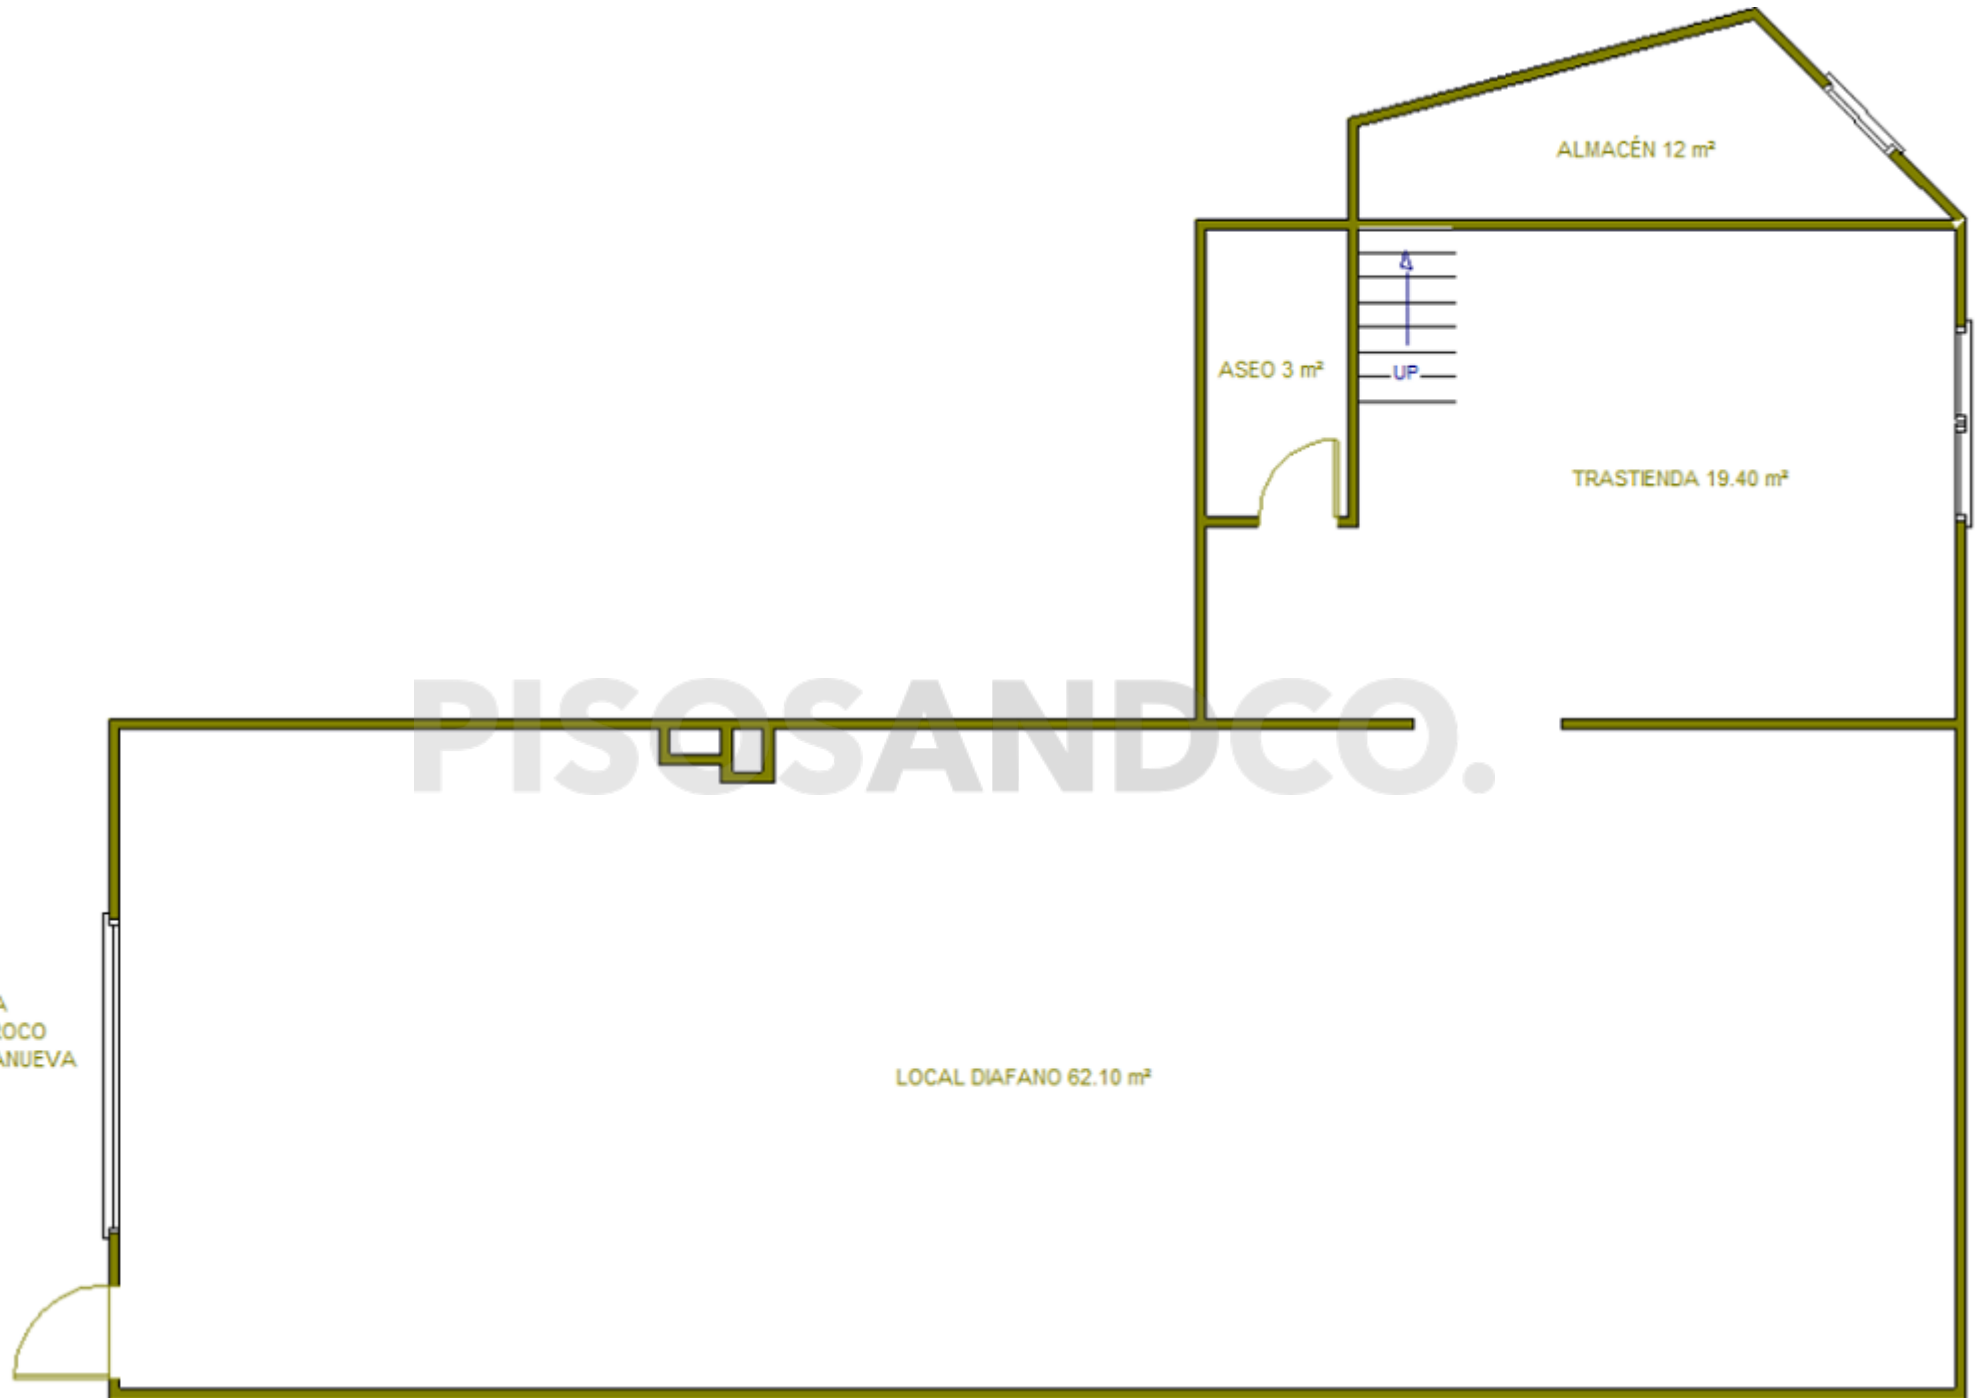 ALMACÉN 12 m²
ASEO 3 m²
UP
TRASTIENDA 19.40 m²
PISOSANDCO.
LOCAL DIAFANO 62.10 m²